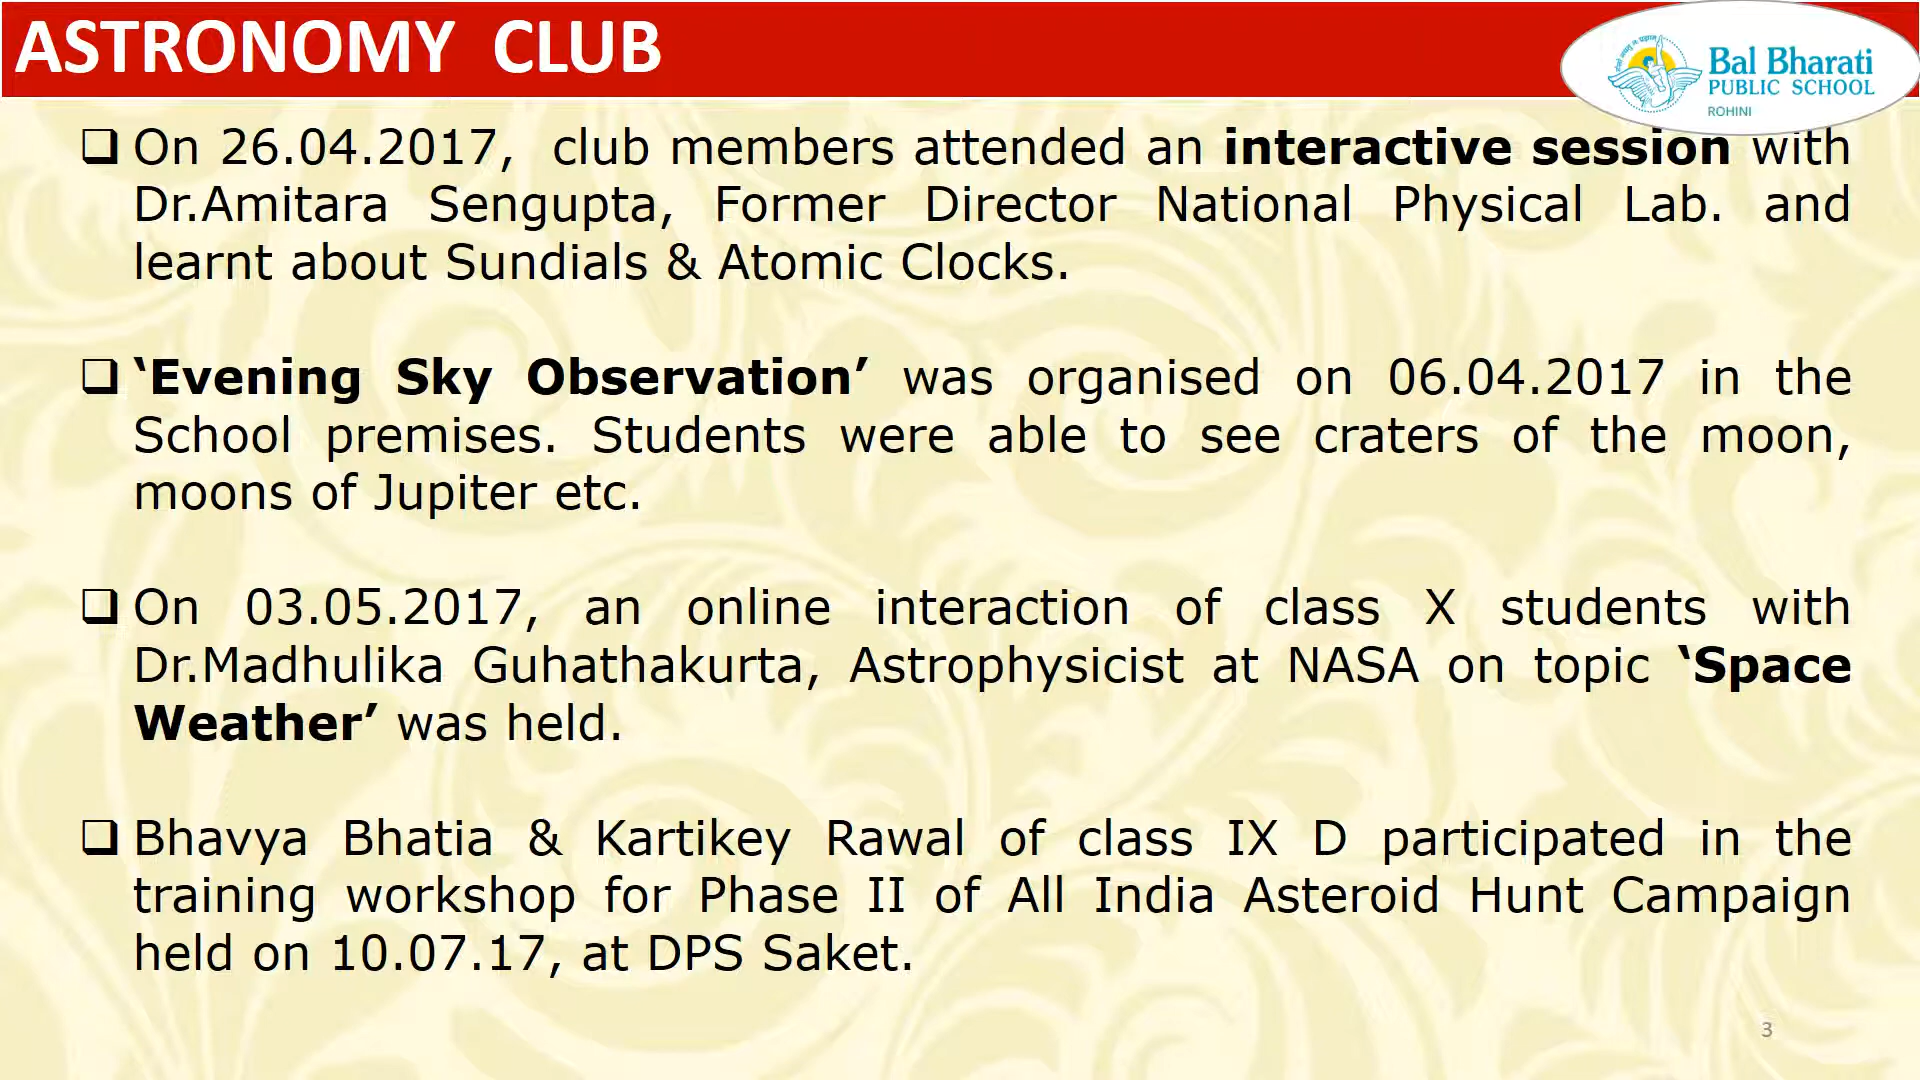 ASTRONOMY CLUB
Bal Bharati
PUBLIC SCHOOL
ROHINI
❑ On 26.04.2017, club members attended an interactive session with
Dr.Amitara Sengupta, Former Director National Physical Lab. and
learnt about Sundials & Atomic Clocks.
❑ ‘Evening Sky Observation’ was organised on 06.04.2017 in the
School premises. Students were able to see craters of the moon,
moons of Jupiter etc.
❑ On 03.05.2017, an online interaction of class X students with
Dr.Madhulika Guhathakurta, Astrophysicist at NASA on topic ‘Space
Weather’ was held.
❑ Bhavya Bhatia & Kartikey Rawal of class IX D participated in the
training workshop for Phase II of All India Asteroid Hunt Campaign
held on 10.07.17, at DPS Saket.
3